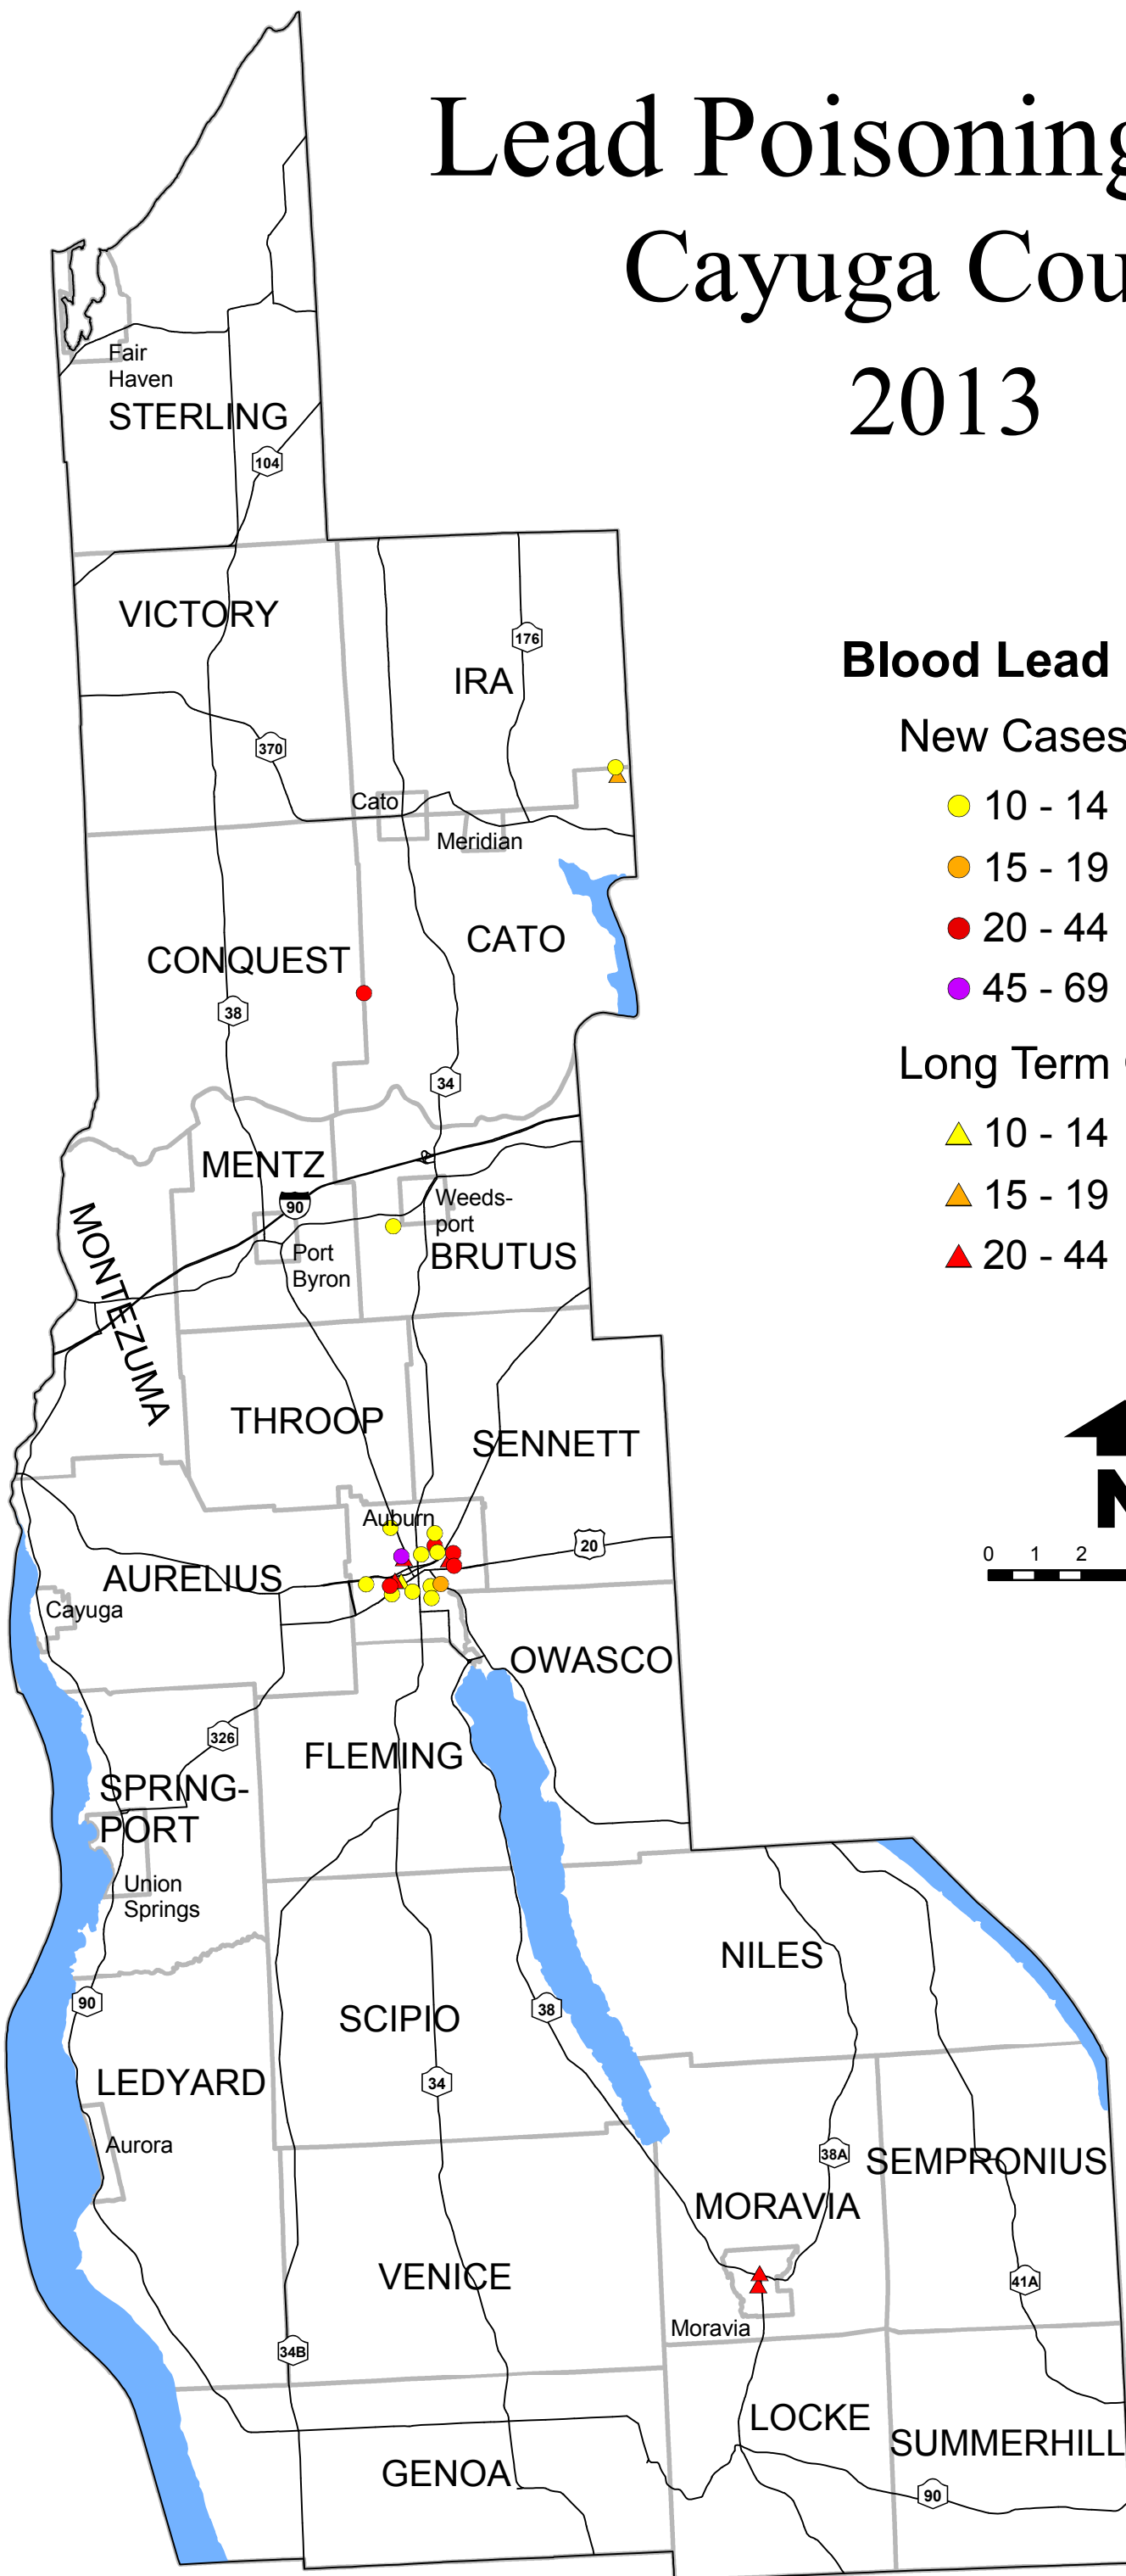 Lead Poisoning
Cayuga Cou
2013
Fair
Haven
STERLING
104
VICTORY
176
IRA
Blood Lead
New Cases
370
Cato
10 - 14
Meridian
15 - 19
CATO
20 - 44
CONQUEST
45 - 69
38
Long Term
34
10 - 14
MENTZ
90
Weeds-
port
15 - 19
MONTEZUMA
Port
Byron
BRUTUS
20 - 44
THROOP
SENNETT
N
Auburn
20
0 1 2
AURELIUS
Cayuga
OWASCO
326
FLEMING
SPRING-
PORT
Union
Springs
NILES
90
SCIPIO
38
34
LEDYARD
Aurora
38A
SEMPRONIUS
MORAVIA
VENICE
41A
Moravia
34B
LOCKE
SUMMERHILL
GENOA
90